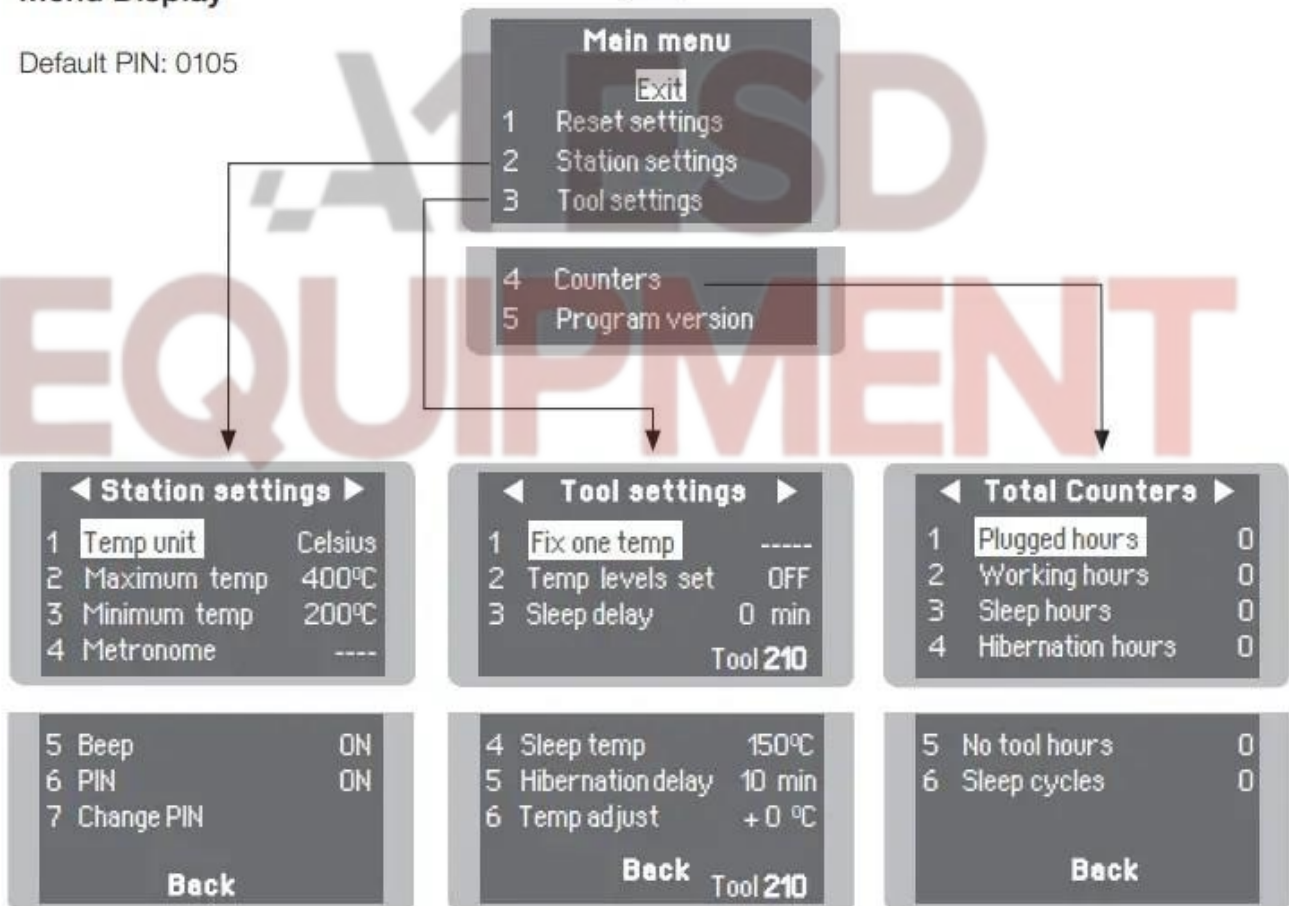 Menu Display
Default PIN: 0105
Main menu
Exit
1 Reset settings
2 Station settings
3 Tool settings
4 Counters
5 Program version
◀ Station settings ▶
1 Temp unit Celsius
2 Maximum temp 400ºC
3 Minimum temp 200ºC
4 Metronome ----
5 Beep ON
6 PIN ON
7 Change PIN
Back
◀ Tool settings ▶
1 Fix one temp -----
2 Temp levels set OFF
3 Sleep delay 0 min
Tool 210
4 Sleep temp 150ºC
5 Hibernation delay 10 min
6 Temp adjust +0 ºC
Back
Tool 210
◀ Total Counters ▶
1 Plugged hours 0
2 Working hours 0
3 Sleep hours 0
4 Hibernation hours 0
5 No tool hours 0
6 Sleep cycles 0
Back
A1 ESD
EQUIPMENT